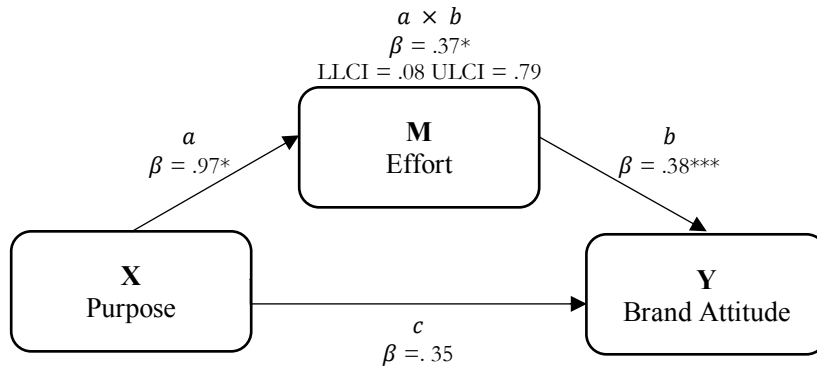 𝑎 × 𝑏
𝛽 = .37*
LLCI = .08 ULCI = .79
M
Effort
𝑎
𝛽 = .97*
𝑏
𝛽 = .38***
X
Purpose
Y
Brand Attitude
𝑐
𝛽 =. 35